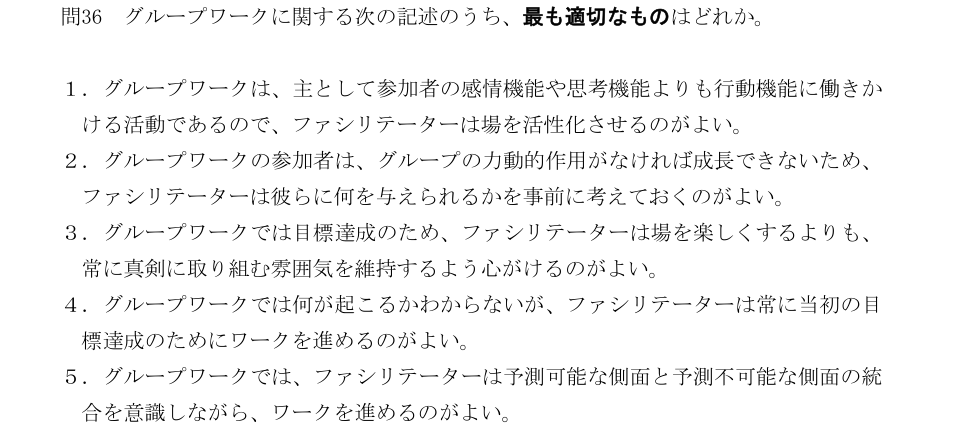 問36　グループワークに関する次の記述のうち、最も適切なものはどれか。
１．グループワークは、主として参加者の感情機能や思考機能よりも行動機能に働きか
ける活動であるので、ファシリテーターは場を活性化させるのがよい。
２．グループワークの参加者は、グループの力動的作用がなければ成長できないため、
ファシリテーターは彼らに何を与えられるかを事前に考えておくのがよい。
３．グループワークでは目標達成のため、ファシリテーターは場を楽しくするよりも、
常に真剣に取り組む雰囲気を維持するよう心がけるのがよい。
４．グループワークでは何が起こるかわからないが、ファシリテーターは常に当初の目
標達成のためにワークを進めるのがよい。
５．グループワークでは、ファシリテーターは予測可能な側面と予測不可能な側面の統
合を意識しながら、ワークを進めるのがよい。